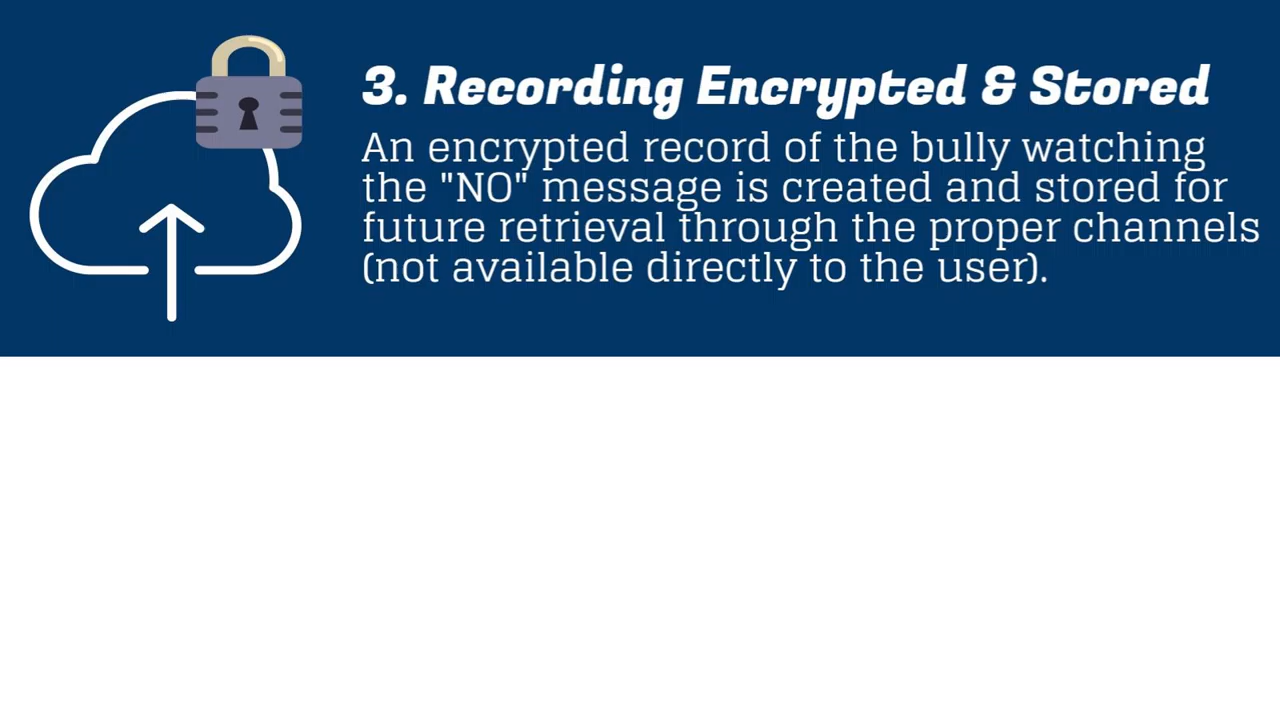 3. Recording Encrypted & Stored
An encrypted record of the bully watching
the "NO" message is created and stored for
future retrieval through the proper channels
(not available directly to the user).